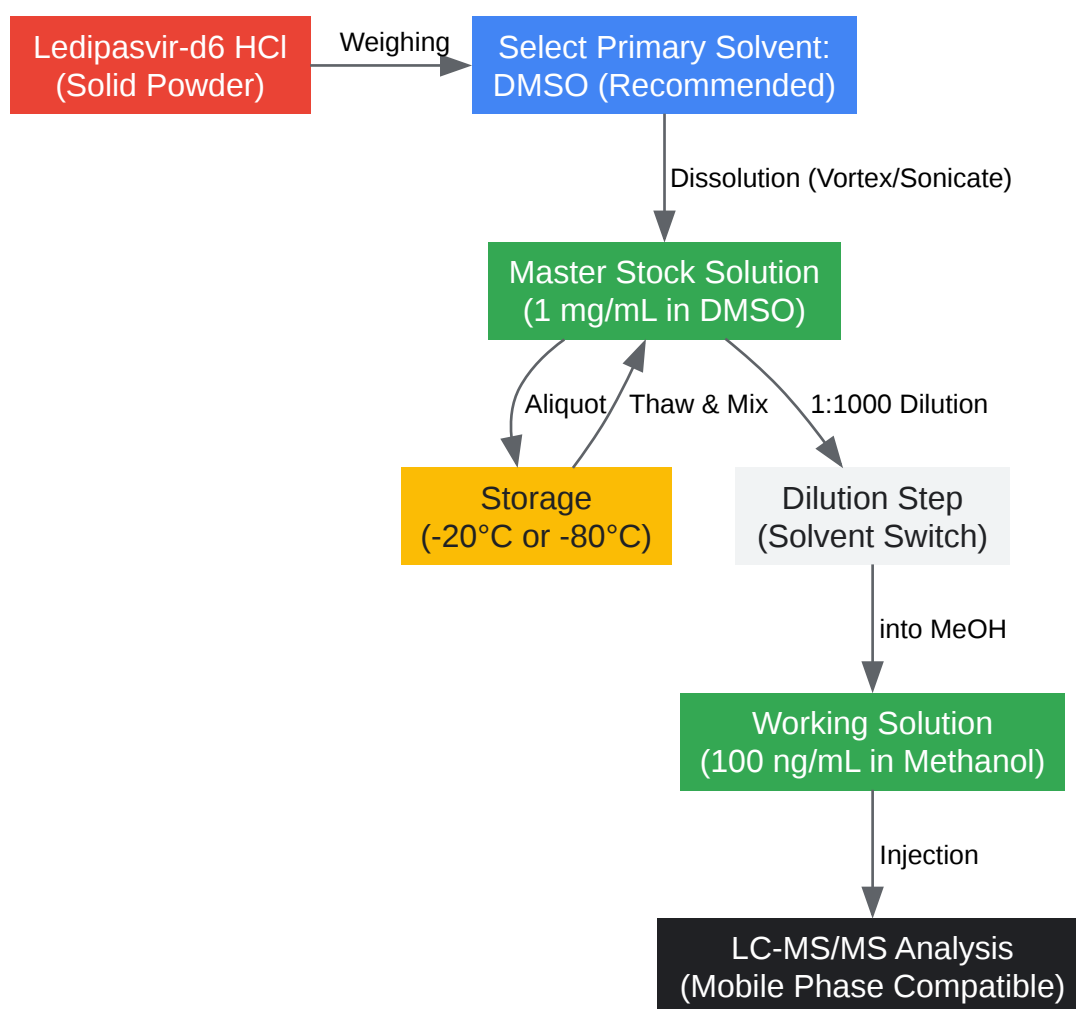 Ledipasvir-d6 HCl
(Solid Powder)
Weighing
Select Primary Solvent:
DMSO (Recommended)
Dissolution (Vortex/Sonicate)
Master Stock Solution
(1 mg/mL in DMSO)
Aliquot
Thaw & Mix
1:1000 Dilution
Storage
(-20°C or -80°C)
Dilution Step
(Solvent Switch)
into MeOH
Working Solution
(100 ng/mL in Methanol)
Injection
LC-MS/MS Analysis
(Mobile Phase Compatible)